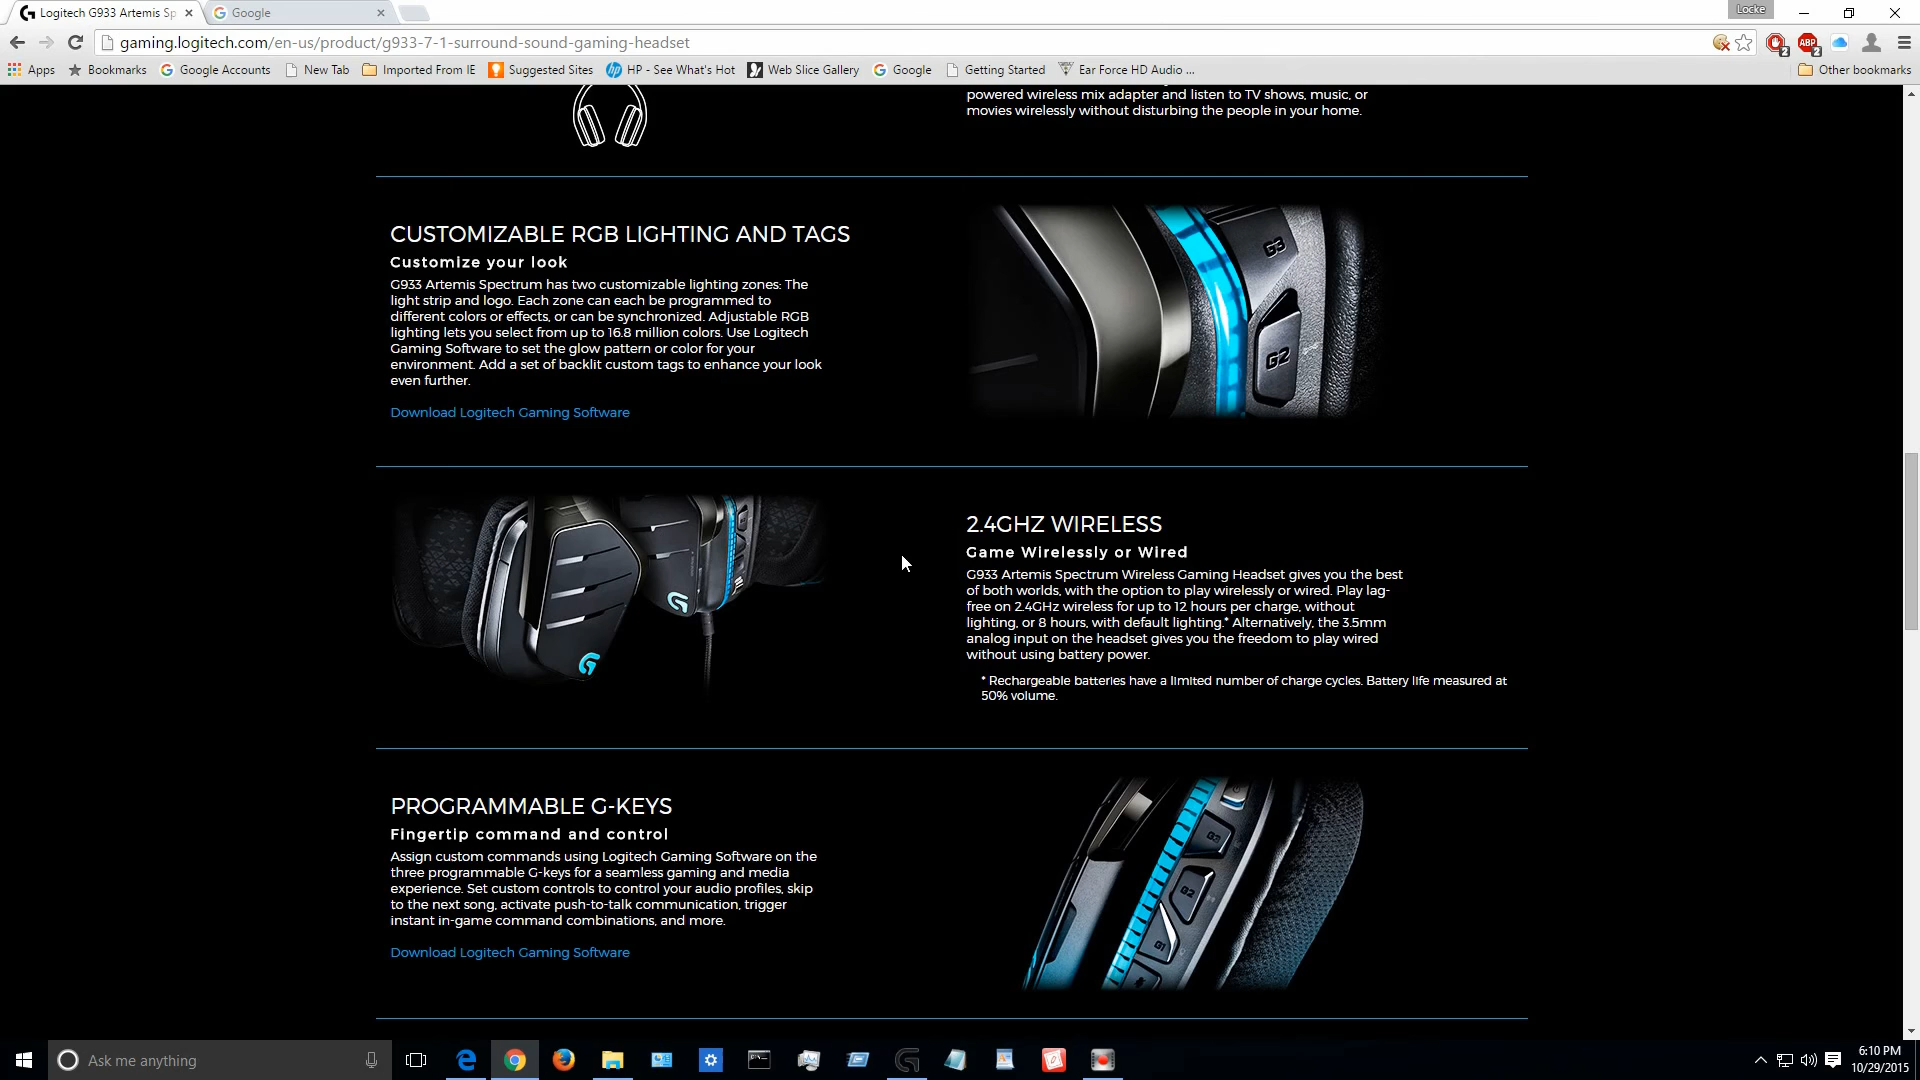 Logitech G933 Artemis Sp
Google
Locke
gaming.logitech.com/en-us/product/g933-7-1-surround-sound-gaming-headset
2
ABP
2
Apps
Bookmarks
Google Accounts
New Tab
Imported From IE
Suggested Sites
HP - See What's Hot
Web Slice Gallery
Google
Getting Started
Ear Force HD Audio ...
Other bookmarks
powered wireless mix adapter and listen to TV shows, music, or
movies wirelessly without disturbing the people in your home.
CUSTOMIZABLE RGB LIGHTING AND TAGS
Customize your look
G933 Artemis Spectrum has two customizable lighting zones: The
light strip and logo. Each zone can each be programmed to
different colors or effects, or can be synchronized. Adjustable RGB
lighting lets you select from up to 16.8 million colors. Use Logitech
Gaming Software to set the glow pattern or color for your
environment. Add a set of backlit custom tags to enhance your look
even further.
Download Logitech Gaming Software
G3
G2
2.4GHZ WIRELESS
Game Wirelessly or Wired
G933 Artemis Spectrum Wireless Gaming Headset gives you the best
of both worlds, with the option to play wirelessly or wired. Play lag-
free on 2.4GHz wireless for up to 12 hours per charge, without
lighting, or 8 hours, with default lighting.* Alternatively, the 3.5mm
analog input on the headset gives you the freedom to play wired
without using battery power.
* Rechargeable batteries have a limited number of charge cycles. Battery life measured at
50% volume.
PROGRAMMABLE G-KEYS
Fingertip command and control
Assign custom commands using Logitech Gaming Software on the
three programmable G-keys for a seamless gaming and media
experience. Set custom controls to control your audio profiles, skip
to the next song, activate push-to-talk communication, trigger
instant in-game command combinations, and more.
Download Logitech Gaming Software
G3
G2
G1
Ask me anything
6:10 PM
10/29/2015